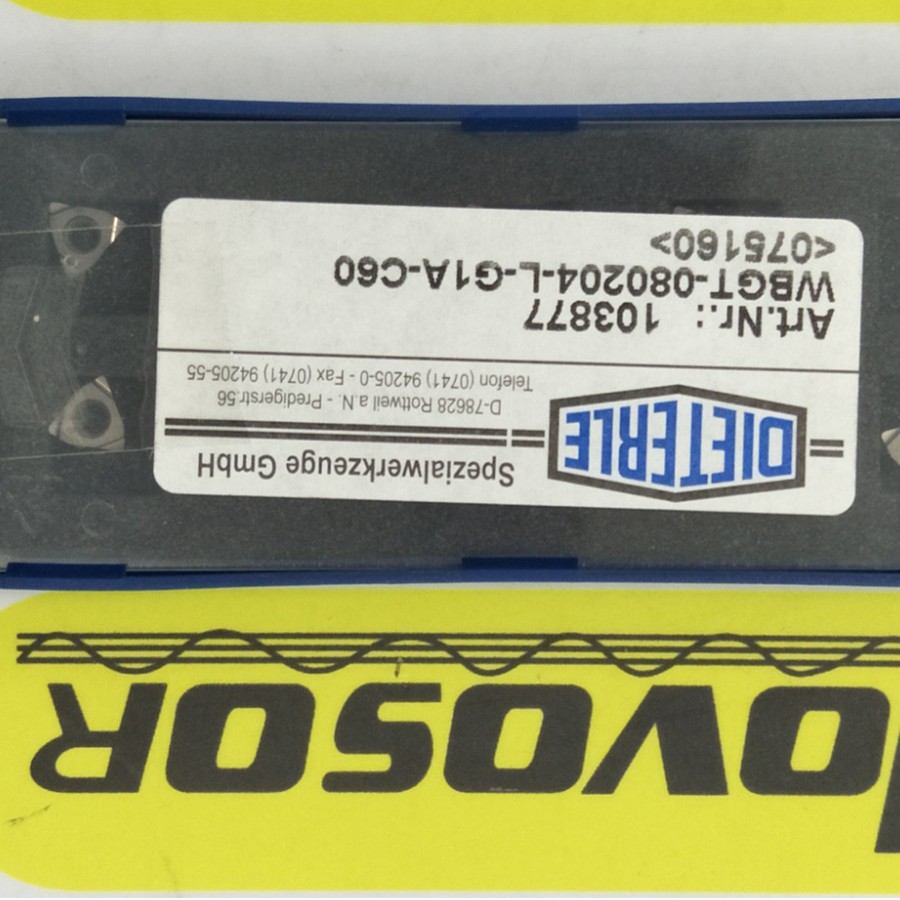 DIETERLE
Spezialwerkzeuge GmbH
D-78628 Rottweil a.N. - Predigerstr.56
Telefon (0741) 94205-0 - Fax (0741) 94205-55
Art.Nr.: 103877
WBGT-080204-L-G1A-C60
<075160>
OVOSOR